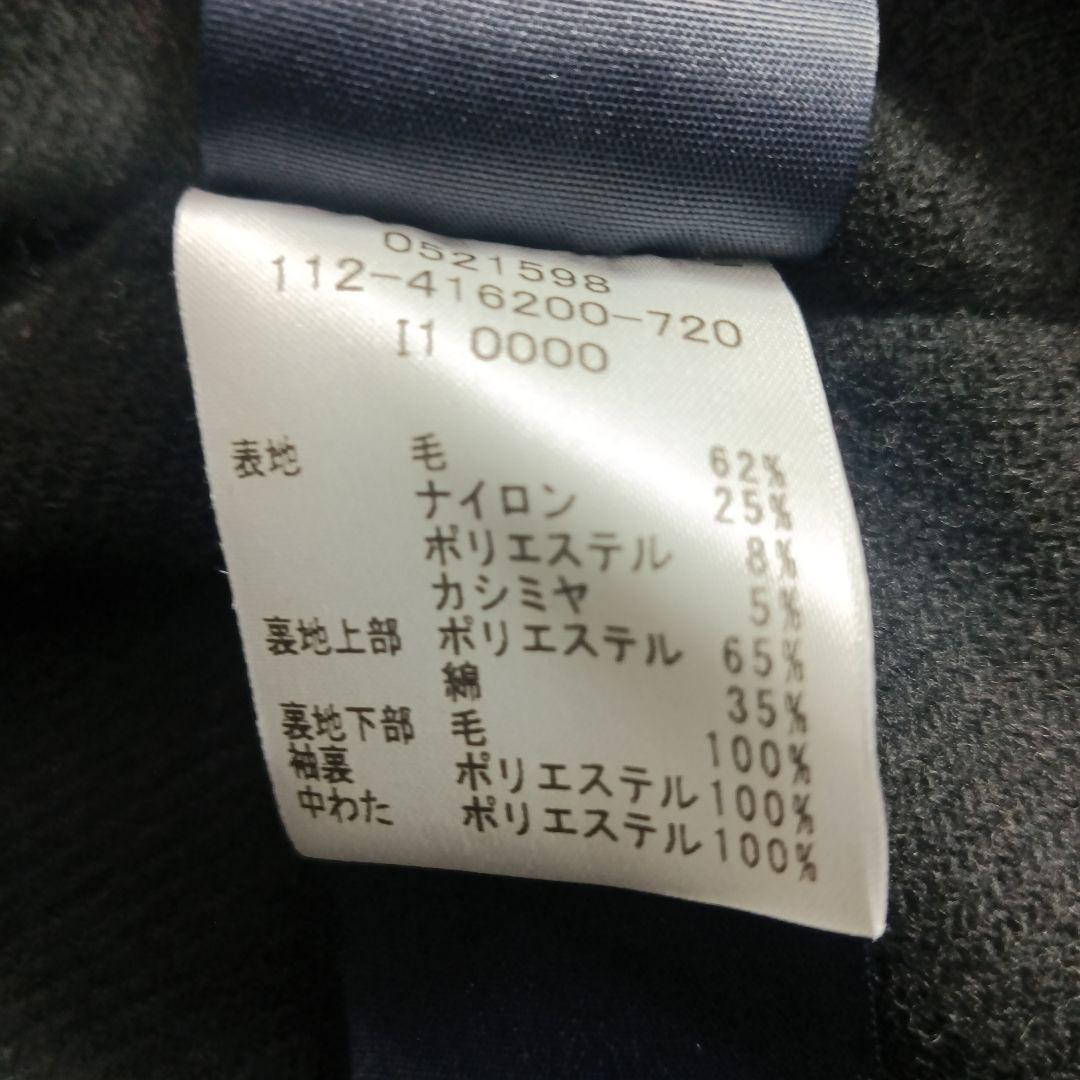 0521598
112-416200-720
I1 0000
表地 毛 62%
ナイロン 25%
ポリエステル 8%
カシミヤ 5%
裏地上部 ポリエステル 65%
綿 35%
裏地下部 毛 100%
袖裏 ポリエステル 100%
中わた ポリエステル 100%